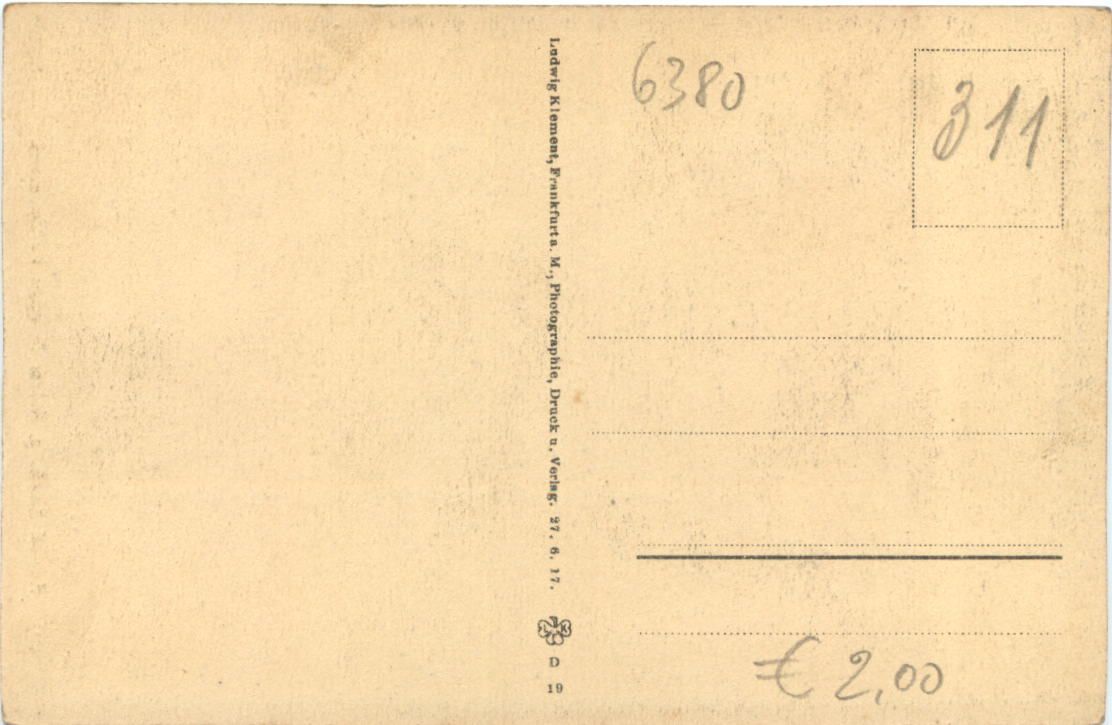 Ludwig Klement, Frankfurt a. M., Photographie, Druck u. Verlag. 27. 6. 17.
D
19
6380
311
€ 2,00